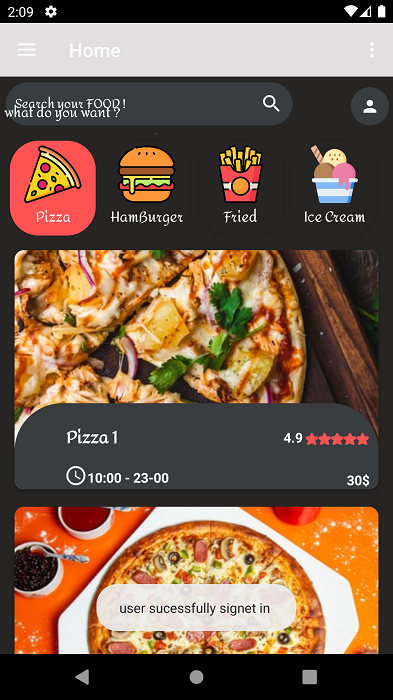 2:09
Home
Search your FOOD!
what do you want ?
Pizza
HamBurger
Fried
Ice Cream
Pizza 1
4.9
10:00 - 23-00
30$
user sucessfully signet in